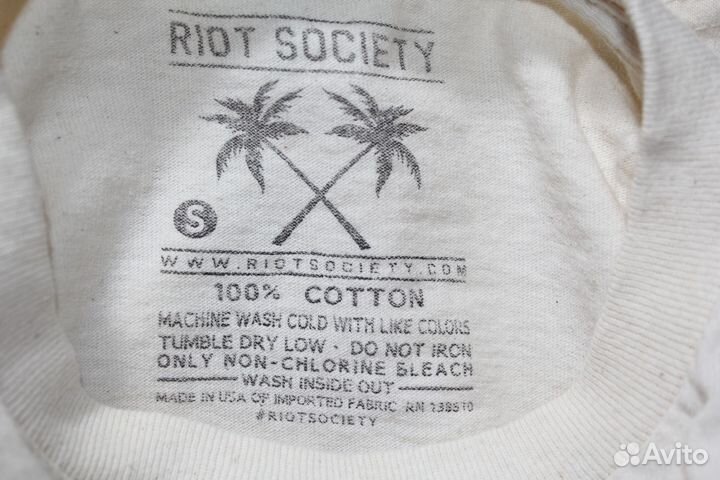 RIOT SOCIETY
S
WWW.RIOTSOCIETY.COM
100% COTTON
MACHINE WASH COLD WITH LIKE COLORS
TUMBLE DRY LOW · DO NOT IRON
ONLY NON-CHLORINE BLEACH
WASH INSIDE OUT
MADE IN USA OF IMPORTED FABRIC RN 138510
#RIOTSOCIETY
Avito